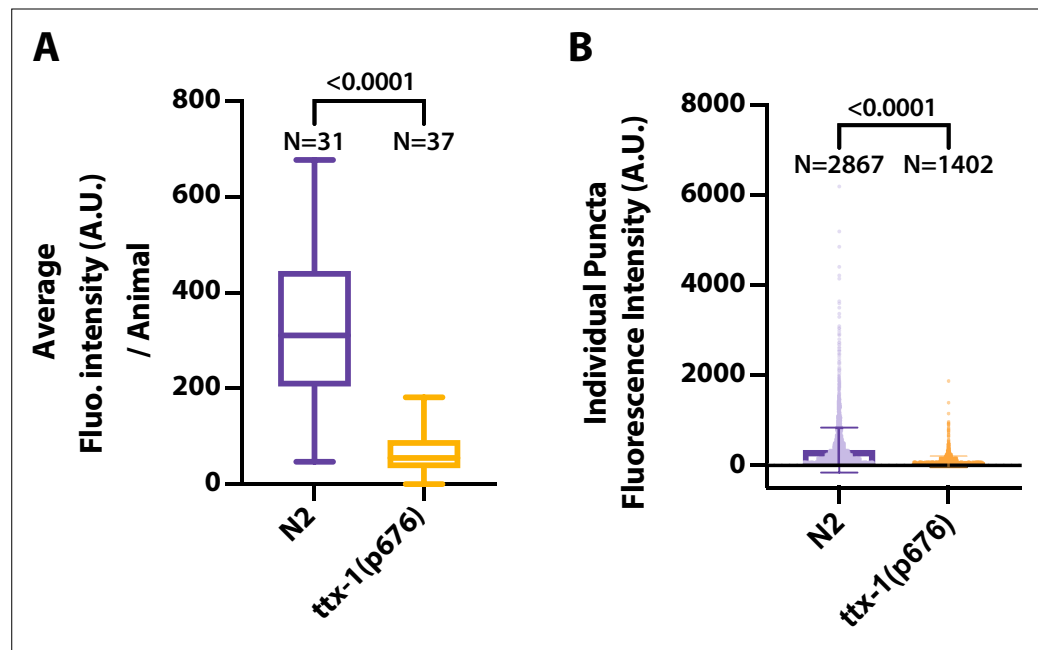 A
<0.0001
800
N=31
N=37
600
400
200
0
Average
Fluo. intensity (A.U.)
/ Animal
N2
ttx-1(p676)
B
<0.0001
8000
N=2867
N=1402
6000
4000
2000
0
Individual Puncta
Fluorescence Intensity (A.U.)
N2
ttx-1(p676)